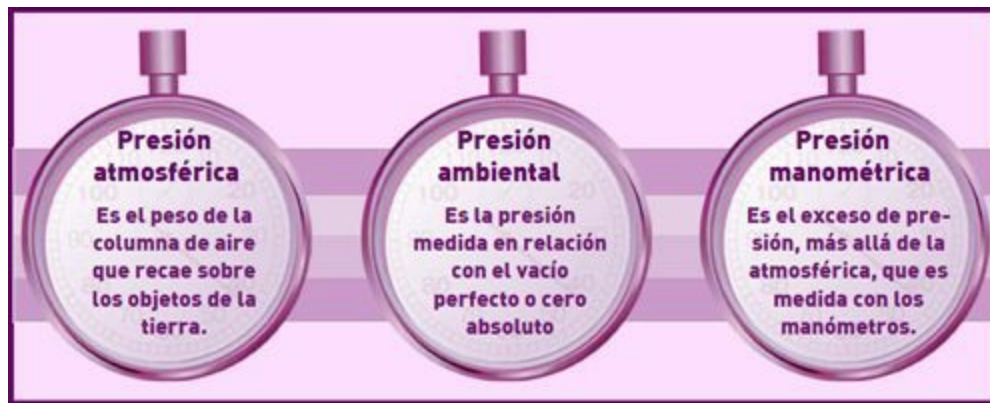 Presión
atmosférica
Es el peso de la
columna de aire
que recae sobre
los objetos de la
tierra.
Presión
ambiental
Es la presión
medida en relación
con el vacío
perfecto o cero
absoluto
Presión
manométrica
Es el exceso de pre-
sión, más allá de la
atmosférica, que es
medida con los
manómetros.